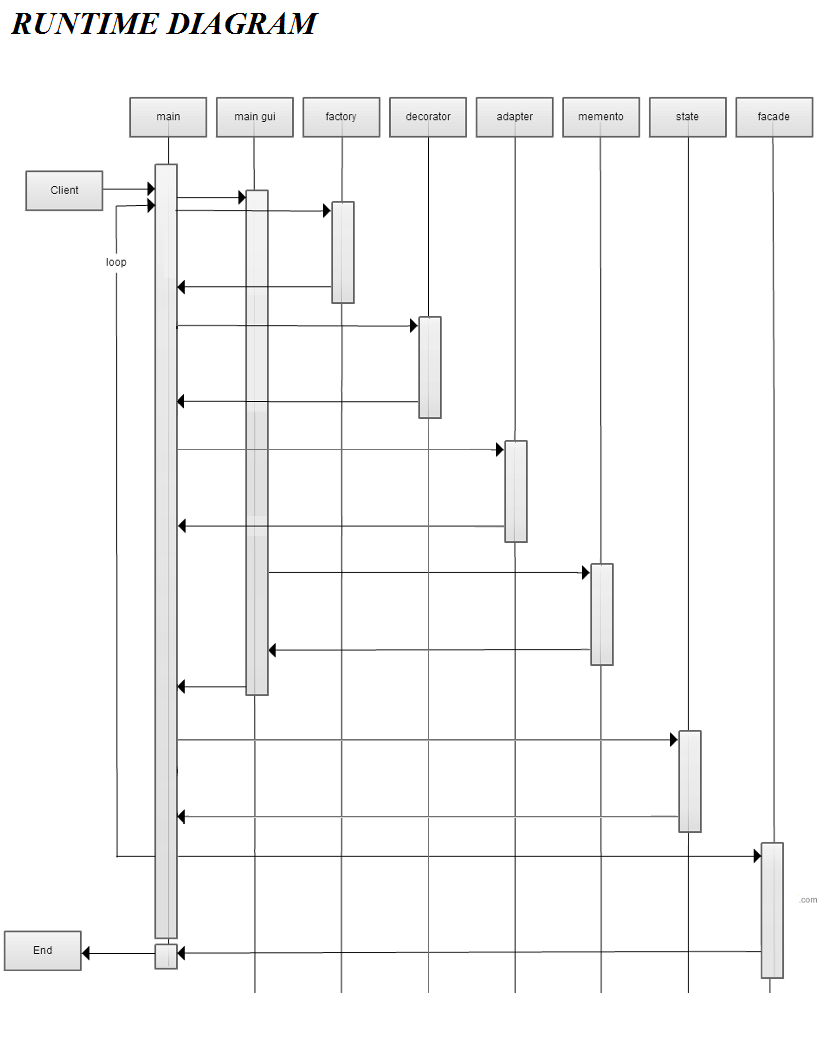 RUNTIME DIAGRAM
main
main gui
factory
decorator
adapter
memento
state
facade
Client
loop
.com
End